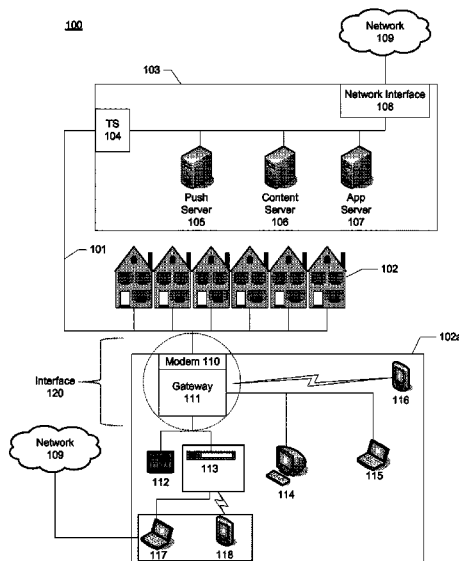 100
Network
109
103
Network Interface
108
TS
104
Push
Server
105
Content
Server
106
App
Server
107
101
102
102a
Modem 110
Gateway
111
Interface
120
116
Network
109
112
113
114
115
117
118